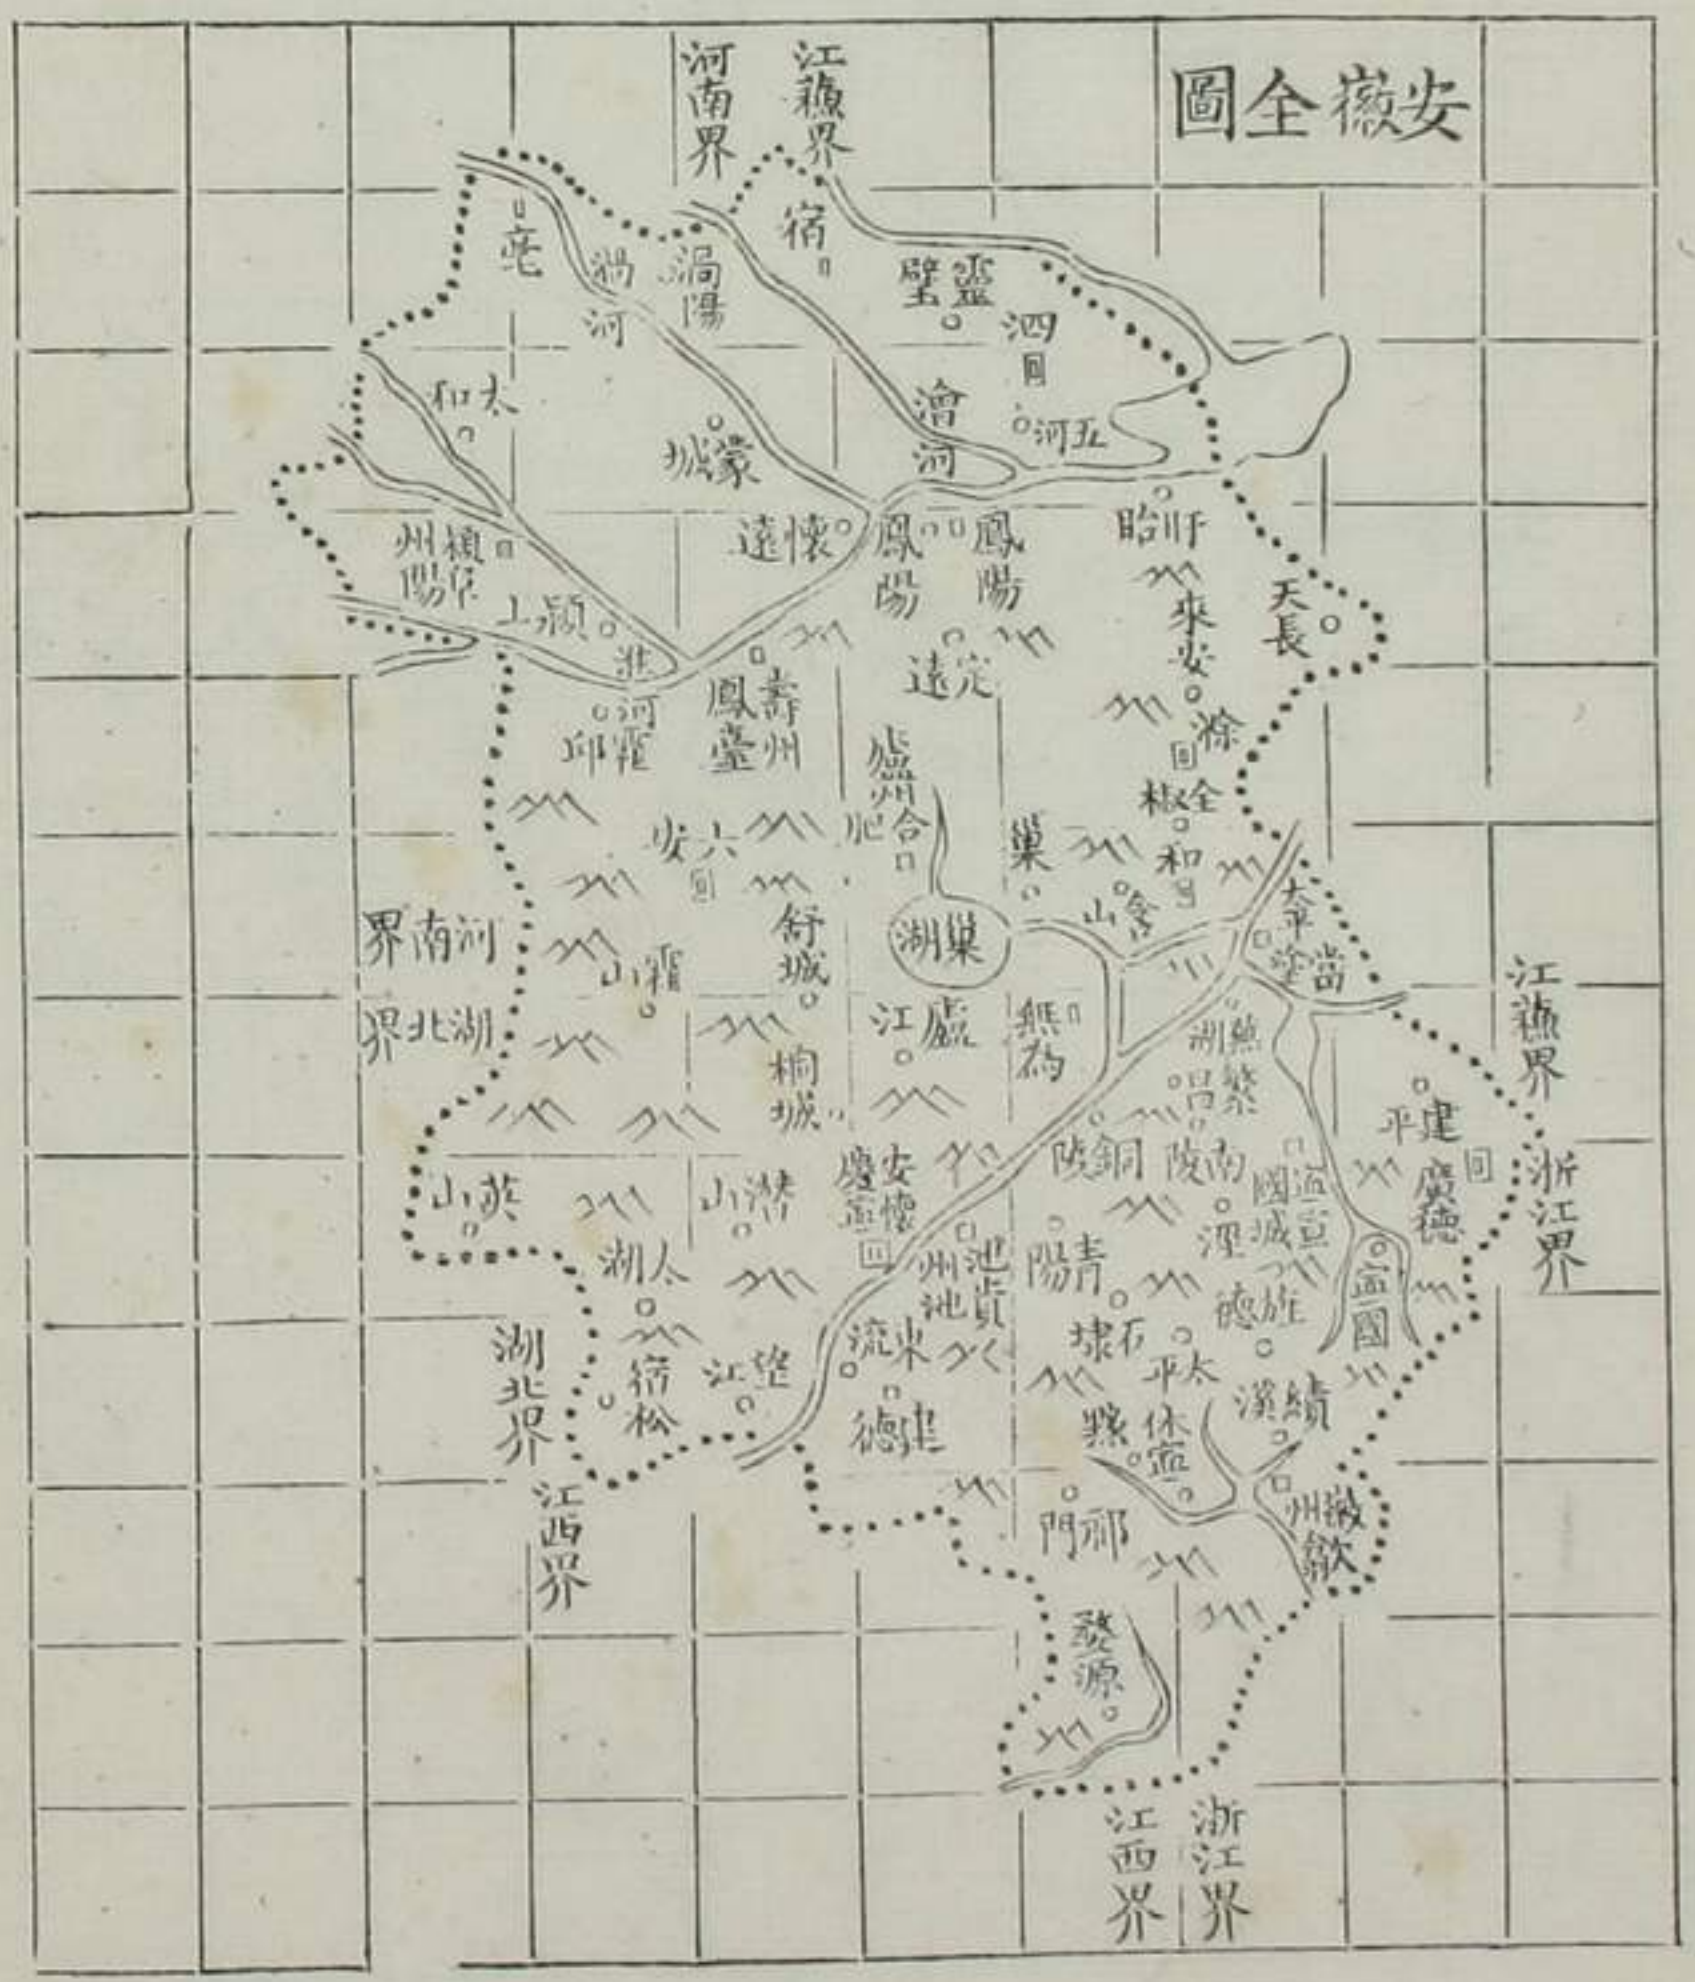 安徽全圖
江蘓界
河南界
宿
亳
渦河
渦陽
靈璧
泗
五河
澮河
太和
蒙城
懷遠
鳳陽
鳳陽
盱眙
天長
來安
滁
全椒
和
含山
巢
定遠
潁州
阜陽
潁上
淮河
霍邱
壽州
鳳臺
廬州
合肥
六安
舒城
霍山
巢湖
廬江
無為
桐城
太平
當塗
蕪湖
繁昌
銅陵
南陵
建平
廣德
寧國
宣城
涇
旌德
寧國
安慶
懷寧
潛山
英山
太湖
宿松
望江
池州
貴池
青陽
石埭
太平
東流
建德
績溪
黟
休寧
祁門
徽州
歙
婺源
河南界
湖北界
湖北界
江西界
江蘓界
浙江界
浙江界
江西界